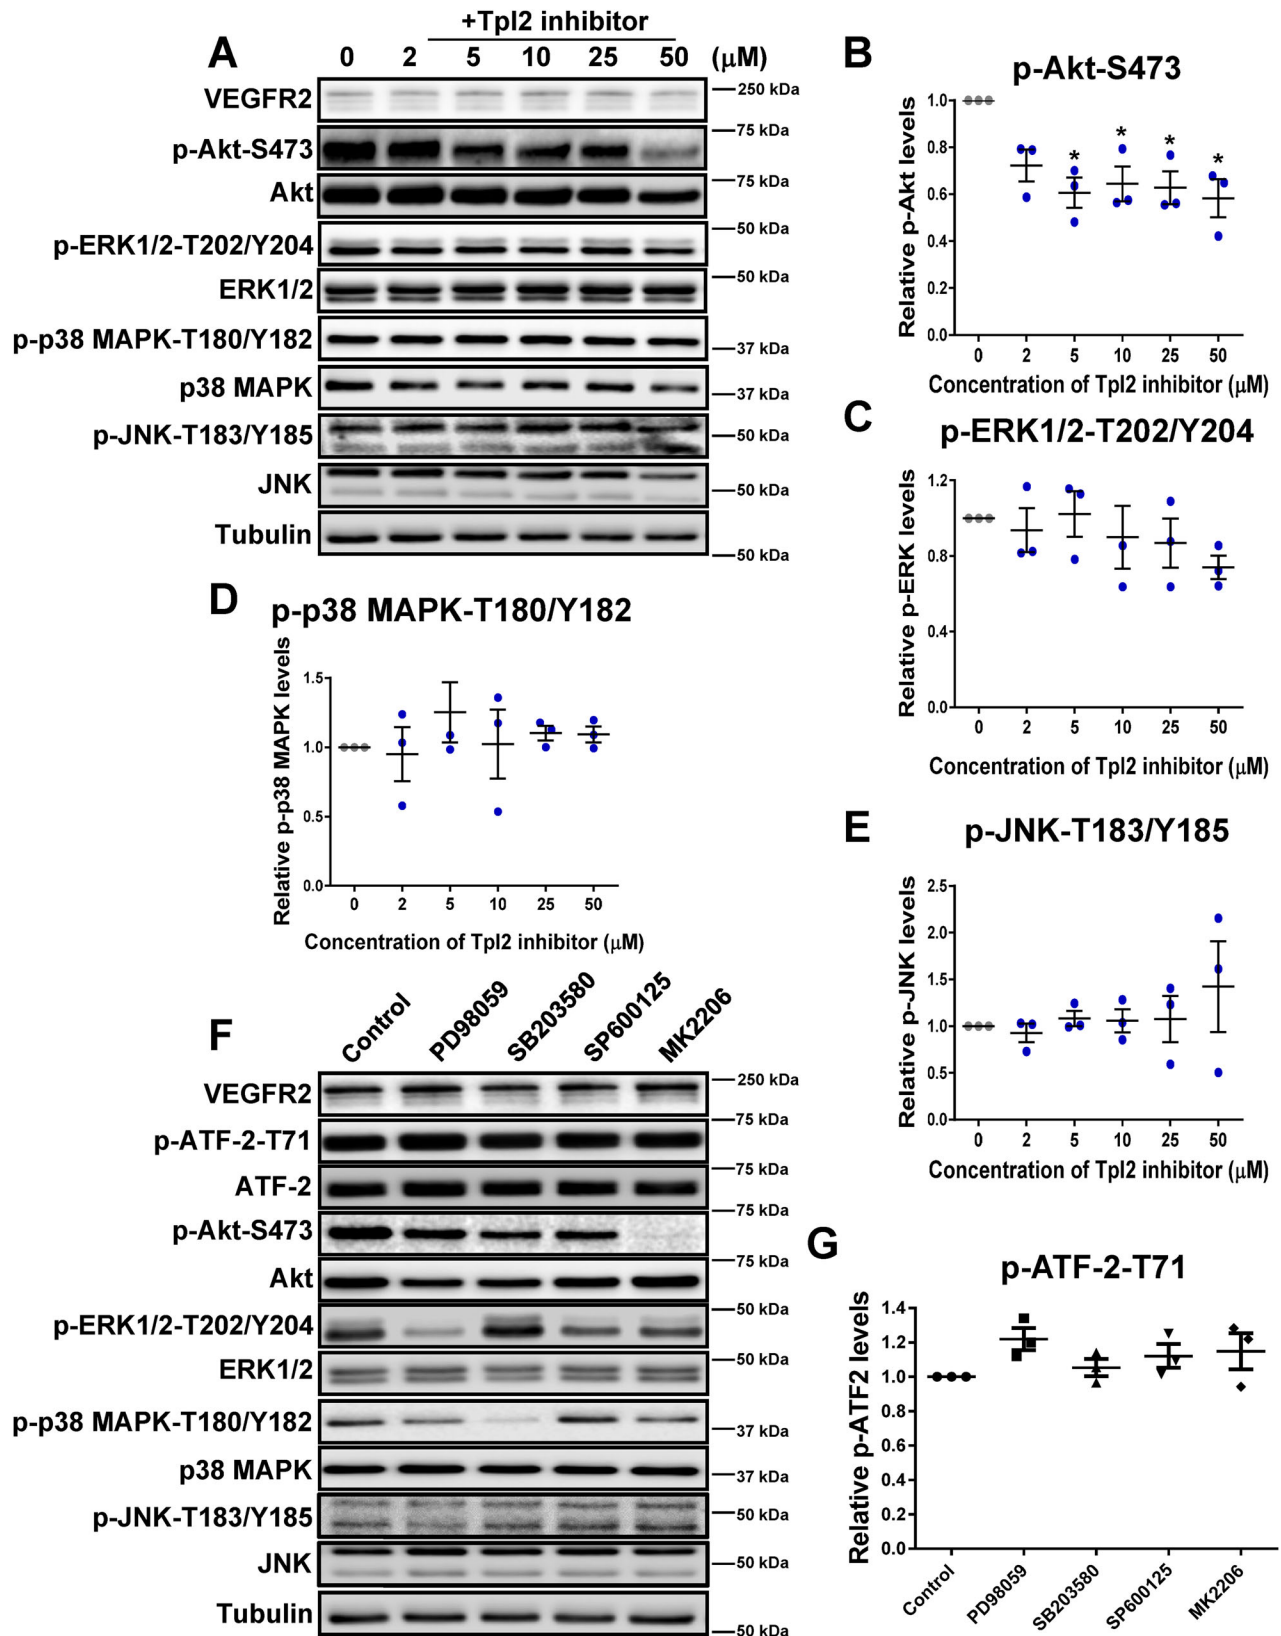 A
+Tpl2 inhibitor
0 2 5 10 25 50 (μM)
VEGFR2
250 kDa
p-Akt-S473
75 kDa
Akt
75 kDa
p-ERK1/2-T202/Y204
50 kDa
ERK1/2
50 kDa
p-p38 MAPK-T180/Y182
37 kDa
p38 MAPK
37 kDa
p-JNK-T183/Y185
50 kDa
JNK
50 kDa
Tubulin
50 kDa
B
p-Akt-S473
Relative p-Akt levels
1.0
0.8
0.6
0.4
0.2
0.0
* * * *
0 2 5 10 25 50
Concentration of Tpl2 inhibitor (μM)
C
p-ERK1/2-T202/Y204
Relative p-ERK levels
1.2
0.8
0.4
0.0
0 2 5 10 25 50
Concentration of Tpl2 inhibitor (μM)
D
p-p38 MAPK-T180/Y182
Relative p-p38 MAPK levels
1.5
1.0
0.5
0.0
0 2 5 10 25 50
Concentration of Tpl2 inhibitor (μM)
E
p-JNK-T183/Y185
Relative p-JNK levels
2.5
2.0
1.5
1.0
0.5
0.0
0 2 5 10 25 50
Concentration of Tpl2 inhibitor (μM)
F
Control PD98059 SB203580 SP600125 MK2206
VEGFR2
250 kDa
p-ATF-2-T71
75 kDa
ATF-2
75 kDa
p-Akt-S473
75 kDa
Akt
75 kDa
p-ERK1/2-T202/Y204
50 kDa
ERK1/2
50 kDa
p-p38 MAPK-T180/Y182
37 kDa
p38 MAPK
37 kDa
p-JNK-T183/Y185
50 kDa
JNK
50 kDa
Tubulin
50 kDa
G
p-ATF-2-T71
Relative p-ATF2 levels
1.4
1.2
1.0
0.8
0.6
0.4
0.2
0.0
Control PD98059 SB203580 SP600125 MK2206